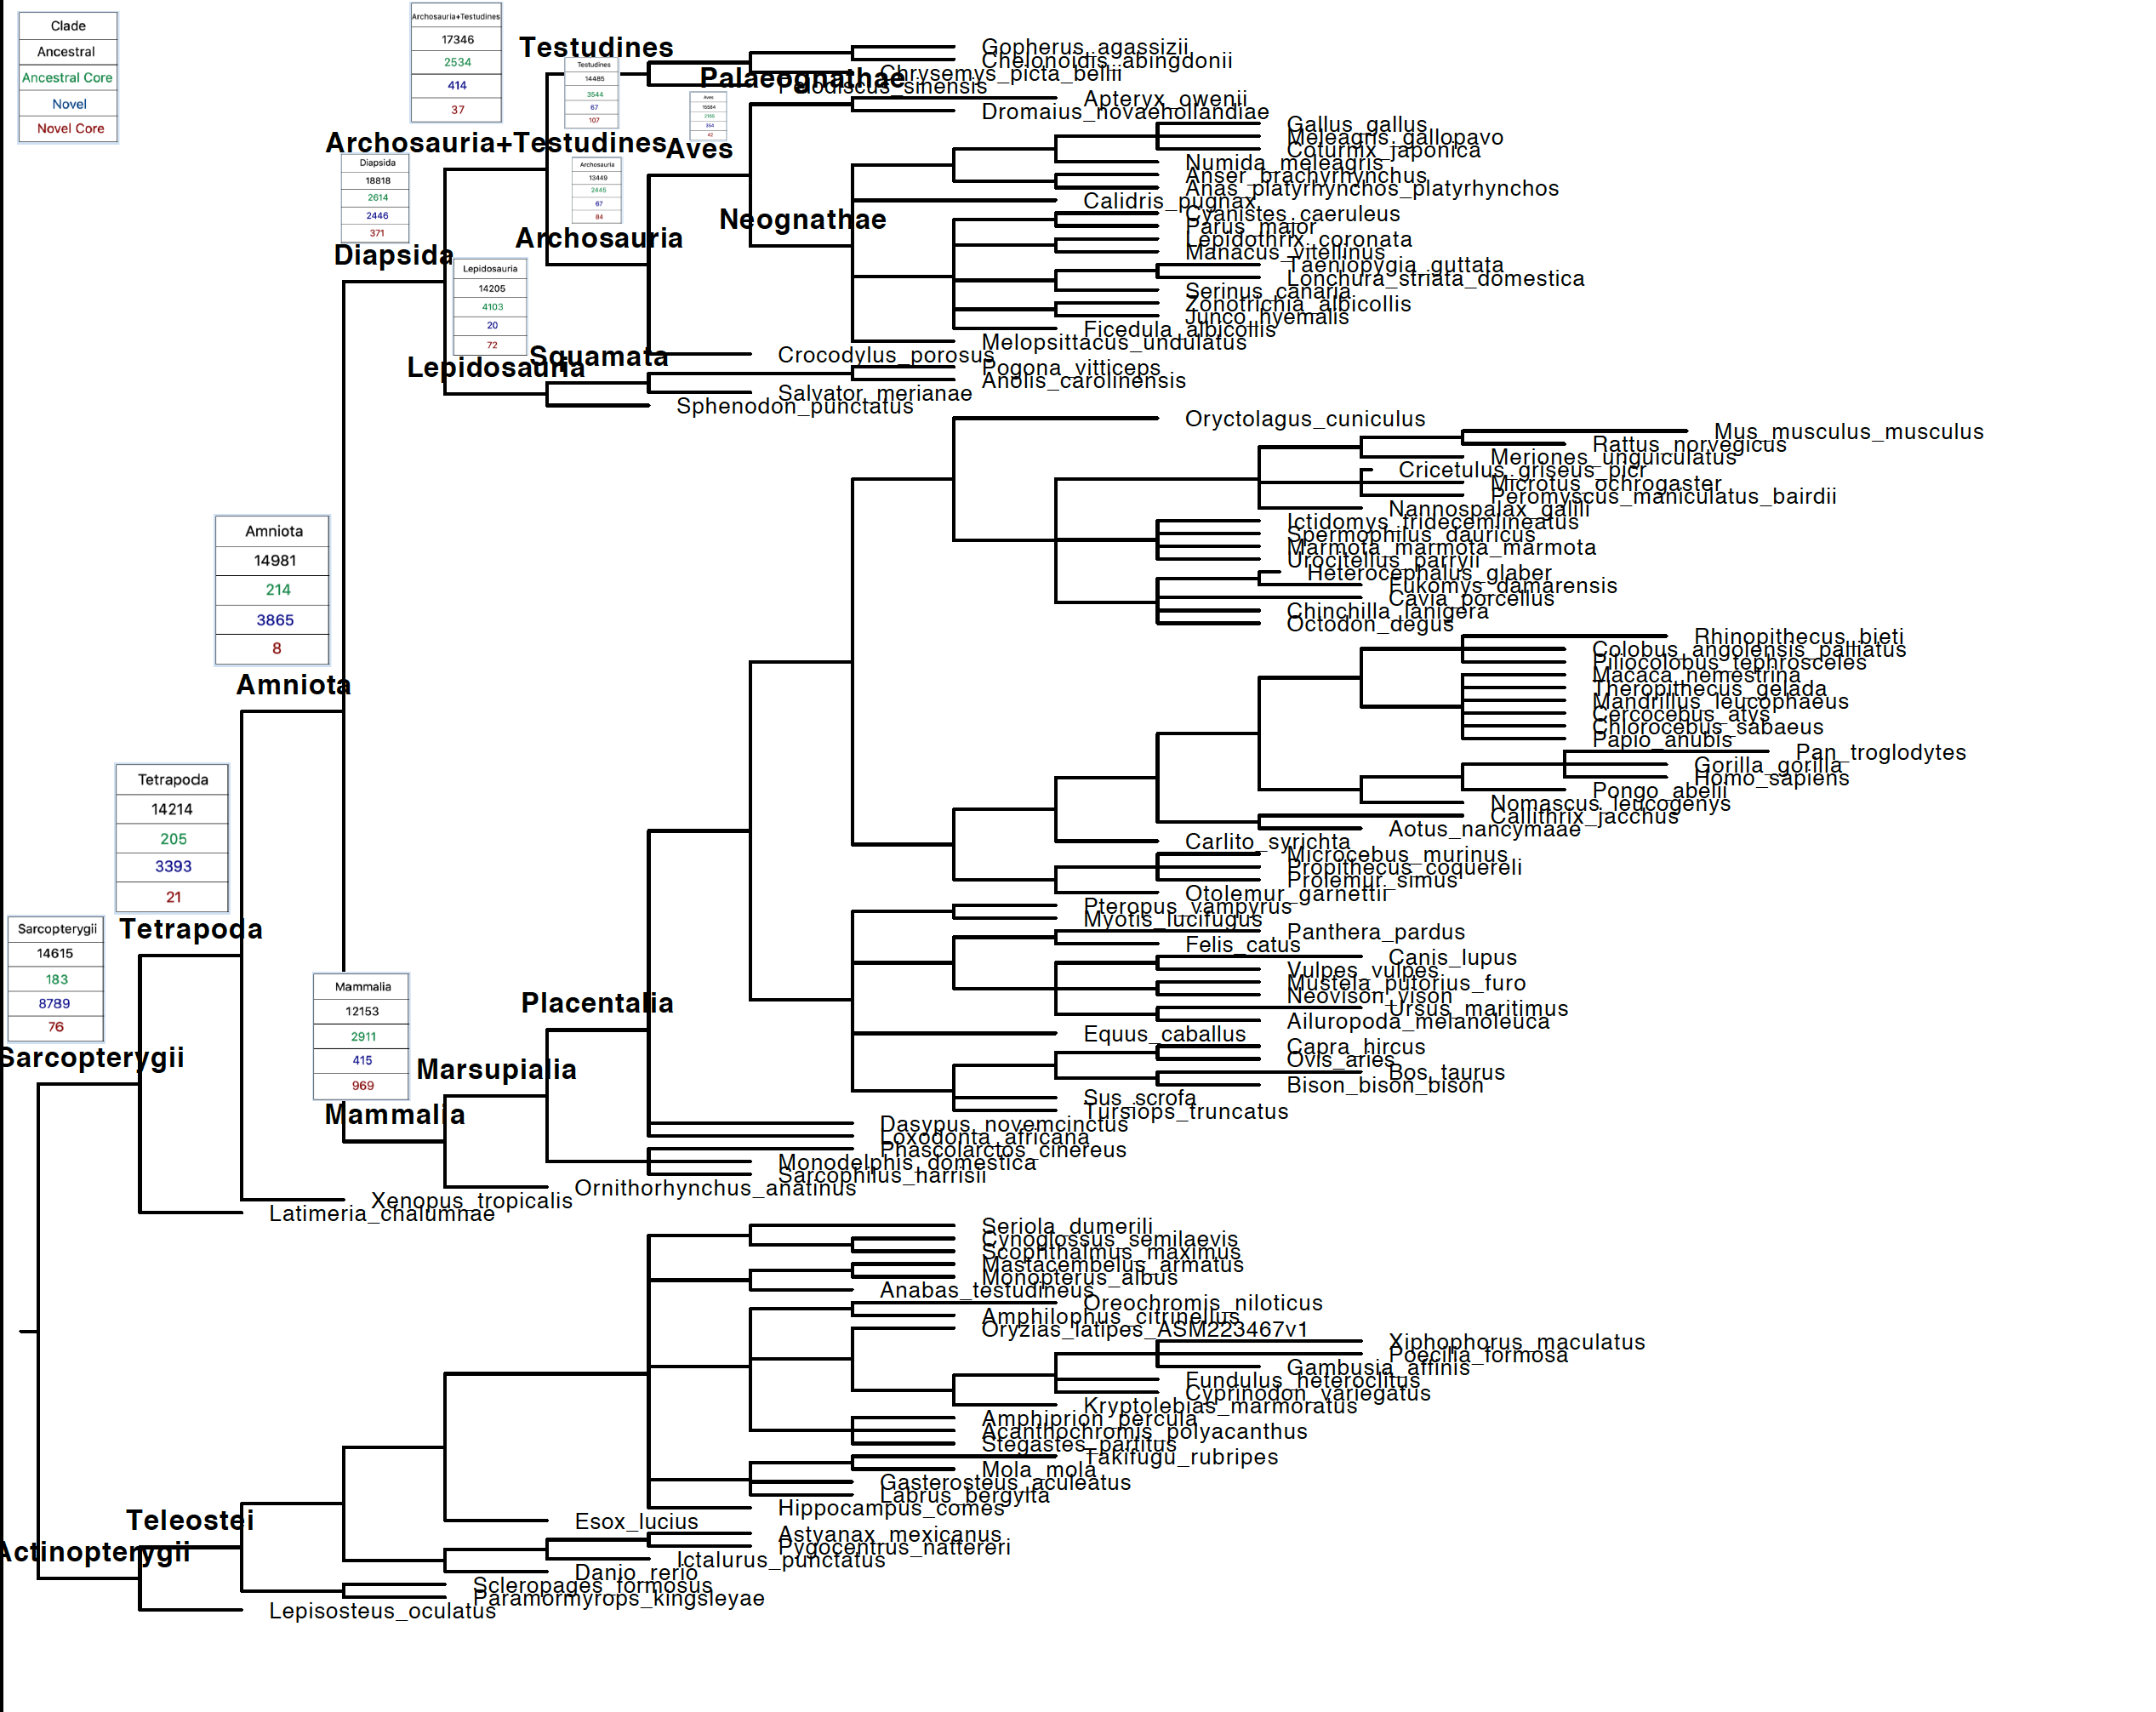 Clade
Ancestral
Ancestral Core
Novel
Novel Core
Archosauria+Testudines
17346
2534
414
37
Testudines
Testudines
14485
3544
67
107
Palaeognathae
Aves
2155
354
42
Aves
Archosauria+Testudines
Archosauria
13449
2445
67
84
Archosauria
Neognathae
Diapsida
18818
2614
2446
371
Diapsida
Lepidosauria
14205
4103
20
72
Lepidosauria
Squamata
Amniota
14981
214
3865
8
Amniota
Tetrapoda
14214
205
3393
21
Tetrapoda
Sarcopterygii
14615
183
8789
76
Sarcopterygii
Mammalia
12153
2911
415
969
Mammalia
Marsupialia
Placentalia
Teleostei
Actinopterygii
Gopherus_agassizii
Chelonoidis_abingdonii
Chrysemys_picta_bellii
Pelodiscus_sinensis
Apteryx_owenii
Dromaius_novaehollandiae
Gallus_gallus
Meleagris_gallopavo
Coturnix_japonica
Numida_meleagris
Anser_brachyrhynchus
Anas_platyrhynchos_platyrhynchos
Calidris_pugnax
Cyanistes_caeruleus
Parus_major
Lepidothrix_coronata
Manacus_vitellinus
Taeniopygia_guttata
Lonchura_striata_domestica
Serinus_canaria
Zonotrichia_albicollis
Junco_hyemalis
Ficedula_albicollis
Melopsittacus_undulatus
Crocodylus_porosus
Pogona_vitticeps
Anolis_carolinensis
Salvator_merianae
Sphenodon_punctatus
Oryctolagus_cuniculus
Mus_musculus_musculus
Rattus_norvegicus
Meriones_unguiculatus
Cricetulus_griseus_picr
Microtus_ochrogaster
Peromyscus_maniculatus_bairdii
Nannospalax_galili
Ictidomys_tridecemlineatus
Spermophilus_dauricus
Marmota_marmota_marmota
Urocitellus_parryii
Heterocephalus_glaber
Fukomys_damarensis
Cavia_porcellus
Chinchilla_lanigera
Octodon_degus
Rhinopithecus_bieti
Colobus_angolensis_palliatus
Piliocolobus_tephrosceles
Macaca_nemestrina
Theropithecus_gelada
Mandrillus_leucophaeus
Cercocebus_atys
Chlorocebus_sabaeus
Papio_anubis
Pan_troglodytes
Gorilla_gorilla
Homo_sapiens
Pongo_abelii
Nomascus_leucogenys
Callithrix_jacchus
Aotus_nancymaae
Carlito_syrichta
Microcebus_murinus
Propithecus_coquereli
Prolemur_simus
Otolemur_garnettii
Pteropus_vampyrus
Myotis_lucifugus
Panthera_pardus
Felis_catus
Canis_lupus
Vulpes_vulpes
Mustela_putorius_furo
Neovison_vison
Ursus_maritimus
Ailuropoda_melanoleuca
Equus_caballus
Capra_hircus
Ovis_aries
Bos_taurus
Bison_bison_bison
Sus_scrofa
Tursiops_truncatus
Dasypus_novemcinctus
Loxodonta_africana
Phascolarctos_cinereus
Monodelphis_domestica
Sarcophilus_harrisii
Ornithorhynchus_anatinus
Xenopus_tropicalis
Latimeria_chalumnae
Seriola_dumerili
Cynoglossus_semilaevis
Scophthalmus_maximus
Mastacembelus_armatus
Monopterus_albus
Anabas_testudineus
Oreochromis_niloticus
Amphilophus_citrinellus
Oryzias_latipes_ASM223467v1
Xiphophorus_maculatus
Poecilia_formosa
Gambusia_affinis
Fundulus_heteroclitus
Cyprinodon_variegatus
Kryptolebias_marmoratus
Amphiprion_percula
Acanthochromis_polyacanthus
Stegastes_partitus
Takifugu_rubripes
Mola_mola
Gasterosteus_aculeatus
Labrus_bergylta
Hippocampus_comes
Esox_lucius
Astyanax_mexicanus
Pygocentrus_nattereri
Ictalurus_punctatus
Danio_rerio
Scleropages_formosus
Paramormyrops_kingsleyae
Lepisosteus_oculatus